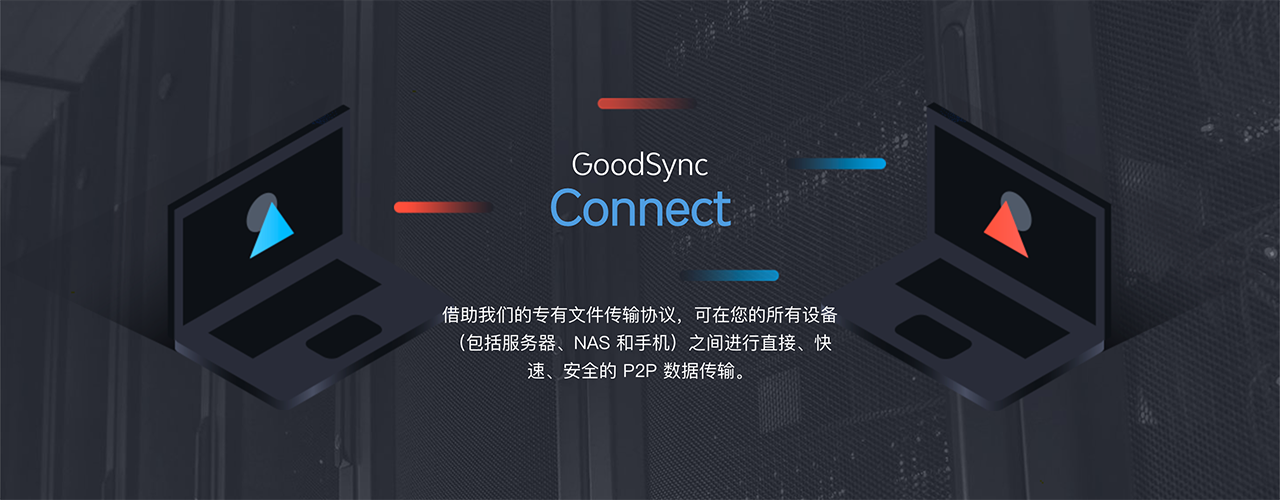 GoodSync
Connect
借助我们的专有文件传输协议，可在您的所有设备
（包括服务器、NAS 和手机）之间进行直接、快
速、安全的 P2P 数据传输。